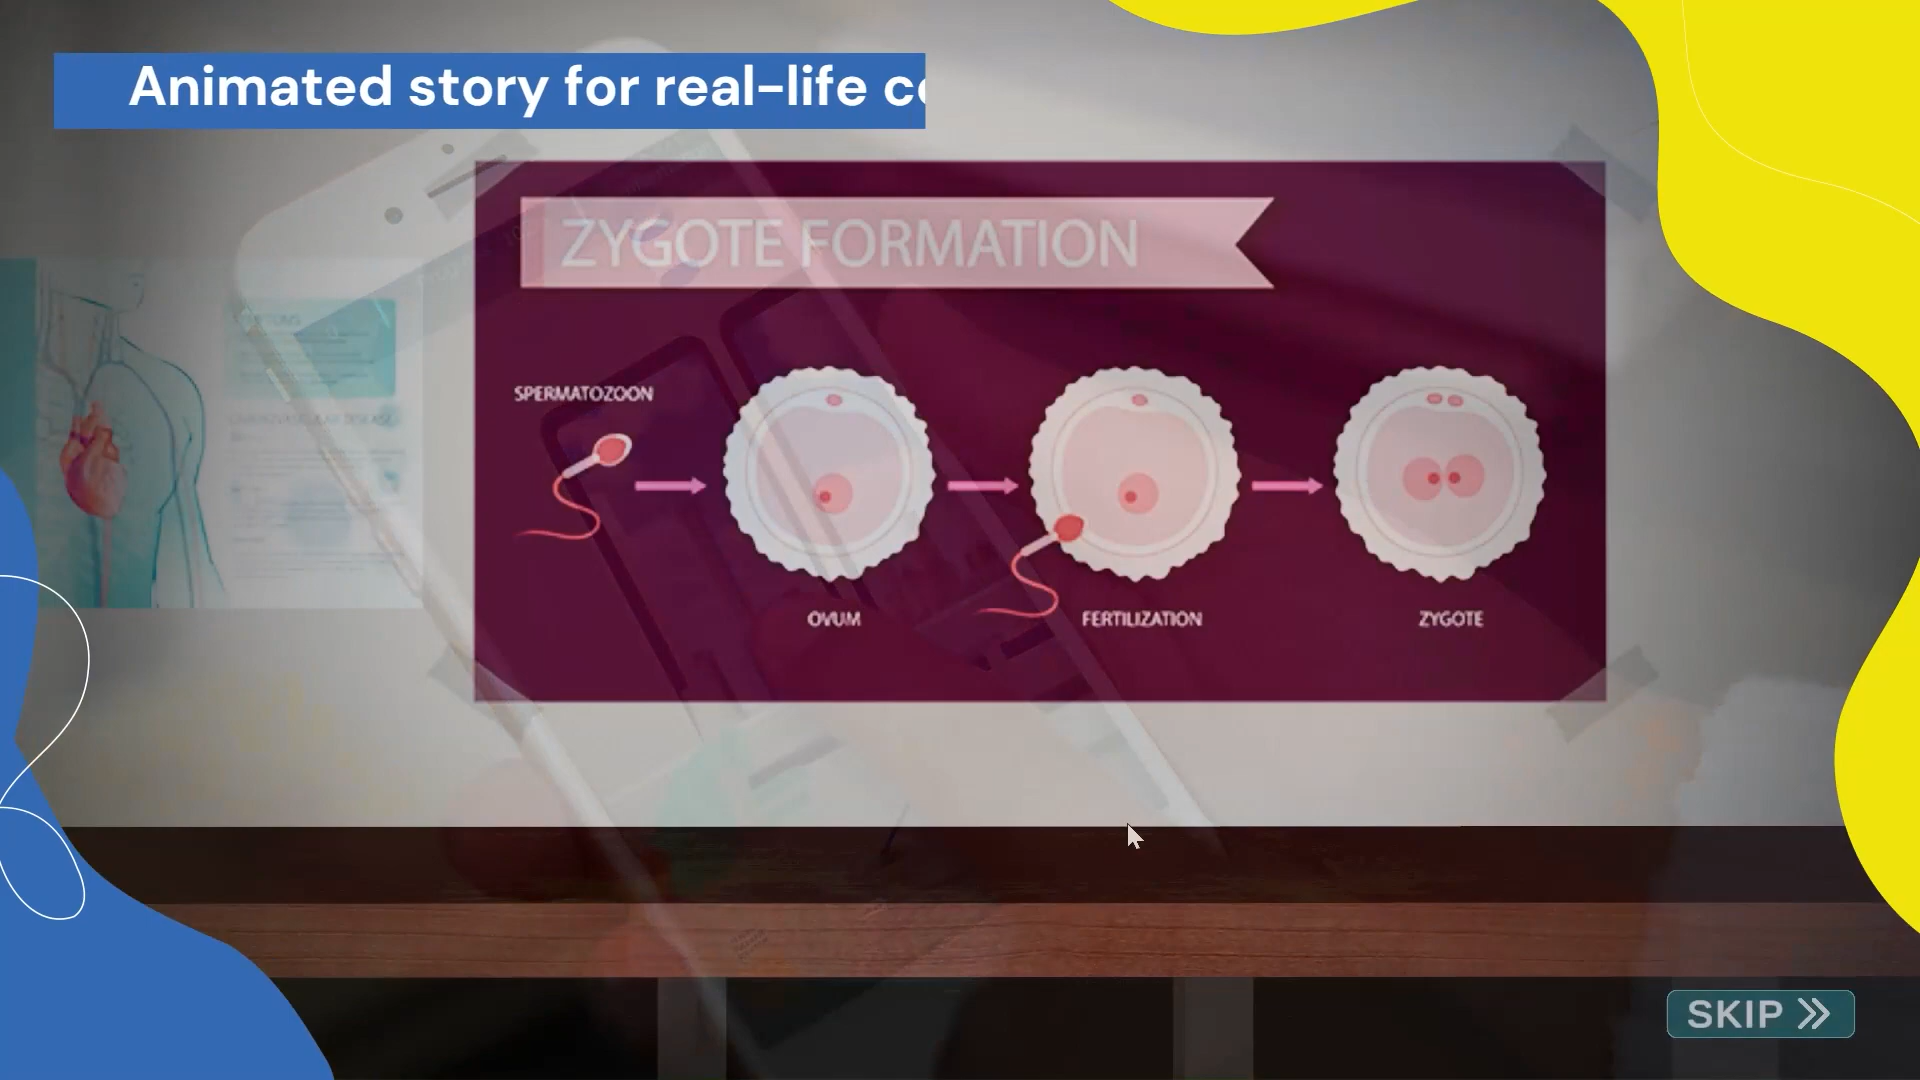 Animated story for real-life c
ZYGOTE FORMATION
SPERMATOZOON
OVUM
FERTILIZATION
ZYGOTE
SKIP